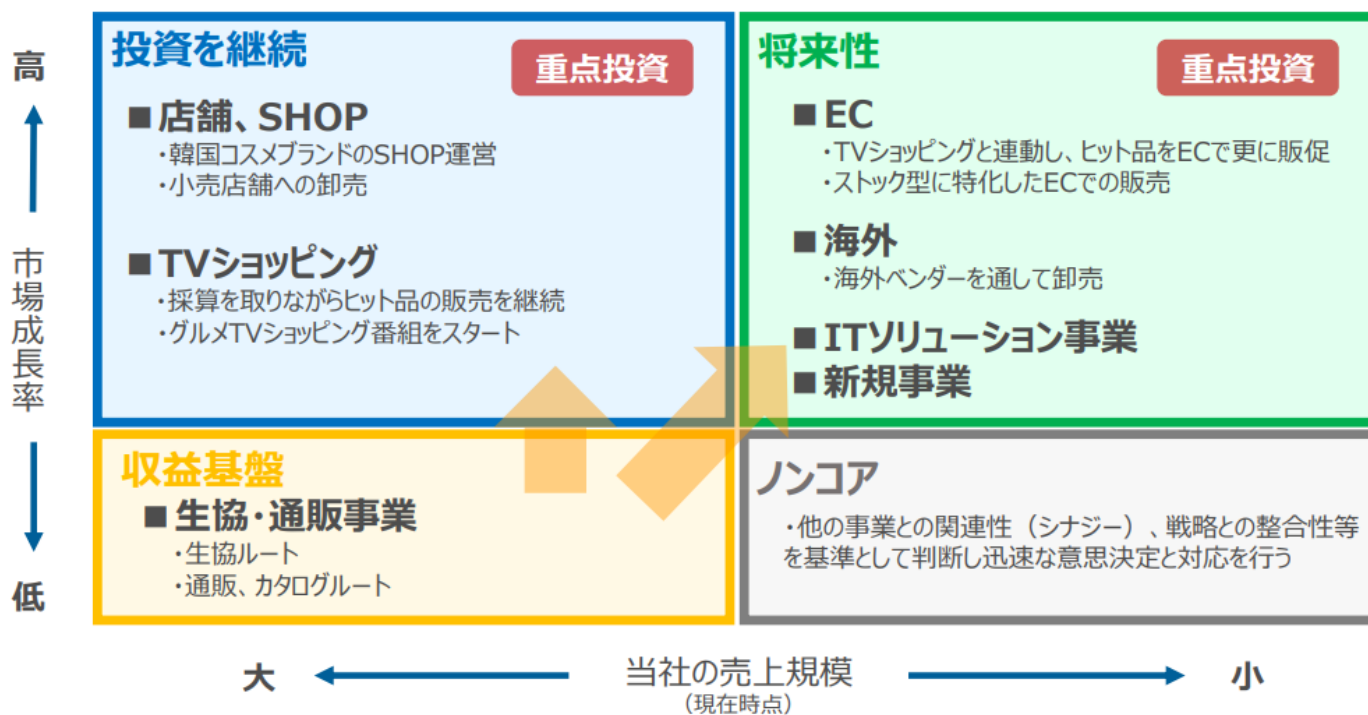 高
市場成長率
低
投資を継続
重点投資
■店舗、SHOP
・韓国コスメブランドのSHOP運営
・小売店舗への卸売
■TVショッピング
・採算を取りながらヒット品の販売を継続
・グルメTVショッピング番組をスタート
将来性
重点投資
■EC
・TVショッピングと連動し、ヒット品をECで更に販促
・ストック型に特化したECでの販売
■海外
・海外ベンダーを通して卸売
■ITソリューション事業
■新規事業
収益基盤
■生協・通販事業
・生協ルート
・通販、カタログルート
ノンコア
・他の事業との関連性（シナジー）、戦略との整合性等
を基準として判断し迅速な意思決定と対応を行う
大
当社の売上規模
（現在時点）
小